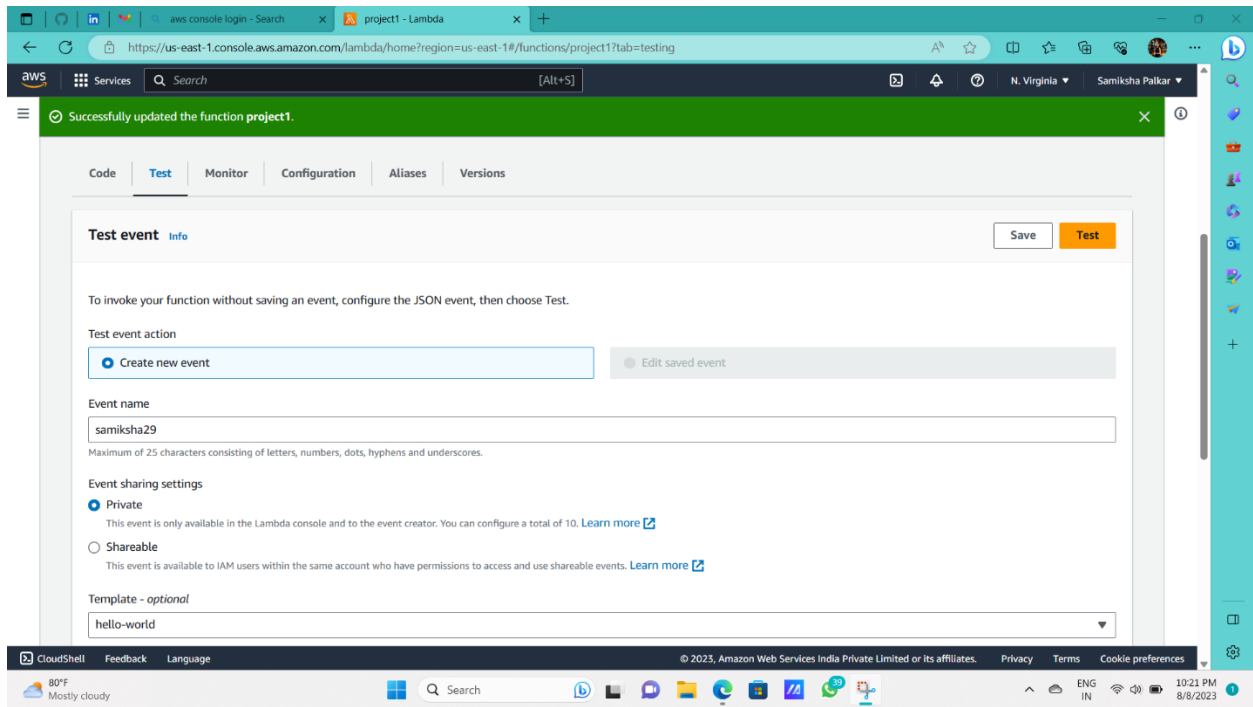 aws console login - Search
project1 - Lambda
https://us-east-1.console.aws.amazon.com/lambda/home?region=us-east-1#/functions/project1?tab=testing
aws Services Search [Alt+S] N. Virginia ▼ Samiksha Palkar ▼
Successfully updated the function project1.
Code Test Monitor Configuration Aliases Versions
Test event Info Save Test
To invoke your function without saving an event, configure the JSON event, then choose Test.
Test event action
Create new event Edit saved event
Event name
samiksha29
Maximum of 25 characters consisting of letters, numbers, dots, hyphens and underscores.
Event sharing settings
Private
This event is only available in the Lambda console and to the event creator. You can configure a total of 10. Learn more
Shareable
This event is available to IAM users within the same account who have permissions to access and use shareable events. Learn more
Template - optional
hello-world
CloudShell Feedback Language © 2023, Amazon Web Services India Private Limited or its affiliates. Privacy Terms Cookie preferences
80°F
Mostly cloudy
Search
39
ENG
IN
10:21 PM
8/8/2023
1